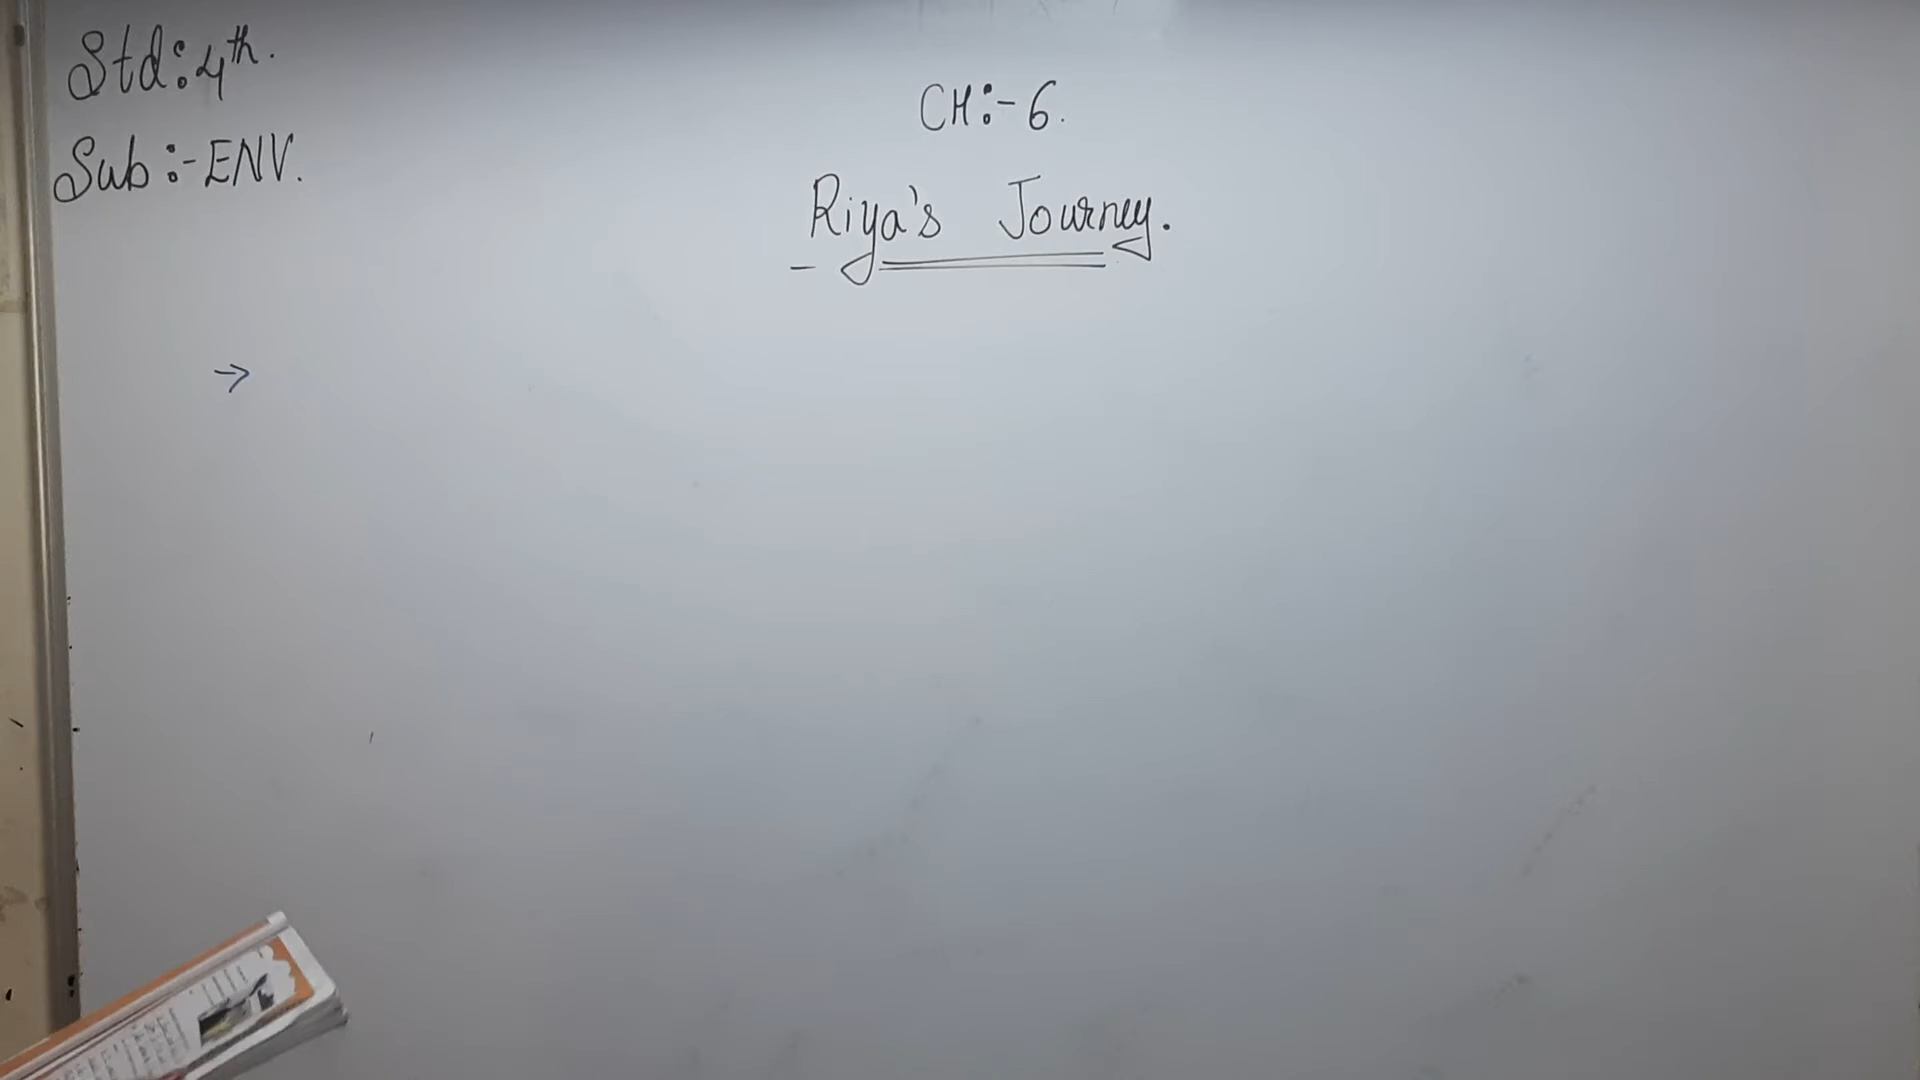 Std:4th.
Sub:-ENV.
CH:-6.
Riya's Journey.
→